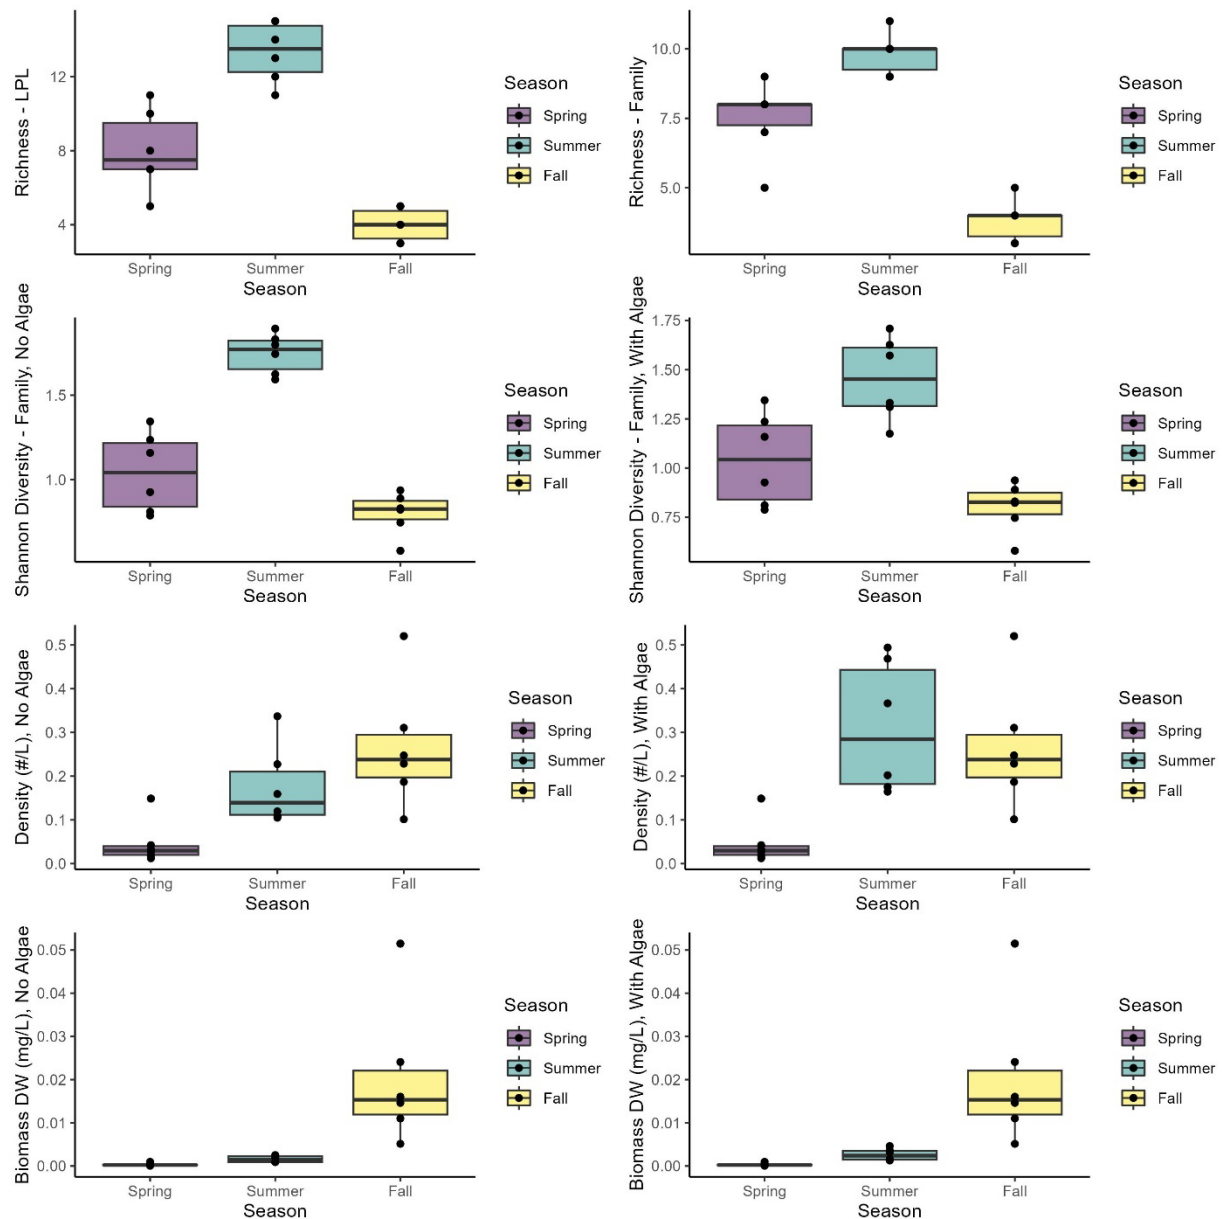 Richness - LPL
12
8
4
Spring
Summer
Fall
Season
Season
Spring
Summer
Fall
Richness - Family
10.0
7.5
5.0
Spring
Summer
Fall
Season
Season
Spring
Summer
Fall
Shannon Diversity - Family, No Algae
1.5
1.0
Spring
Summer
Fall
Season
Season
Spring
Summer
Fall
Shannon Diversity - Family, With Algae
1.75
1.50
1.25
1.00
0.75
Spring
Summer
Fall
Season
Season
Spring
Summer
Fall
Density (#/L), No Algae
0.5
0.4
0.3
0.2
0.1
0.0
Spring
Summer
Fall
Season
Season
Spring
Summer
Fall
Density (#/L), With Algae
0.5
0.4
0.3
0.2
0.1
0.0
Spring
Summer
Fall
Season
Season
Spring
Summer
Fall
Biomass DW (mg/L), No Algae
0.05
0.04
0.03
0.02
0.01
0.00
Spring
Summer
Fall
Season
Season
Spring
Summer
Fall
Biomass DW (mg/L), With Algae
0.05
0.04
0.03
0.02
0.01
0.00
Spring
Summer
Fall
Season
Season
Spring
Summer
Fall